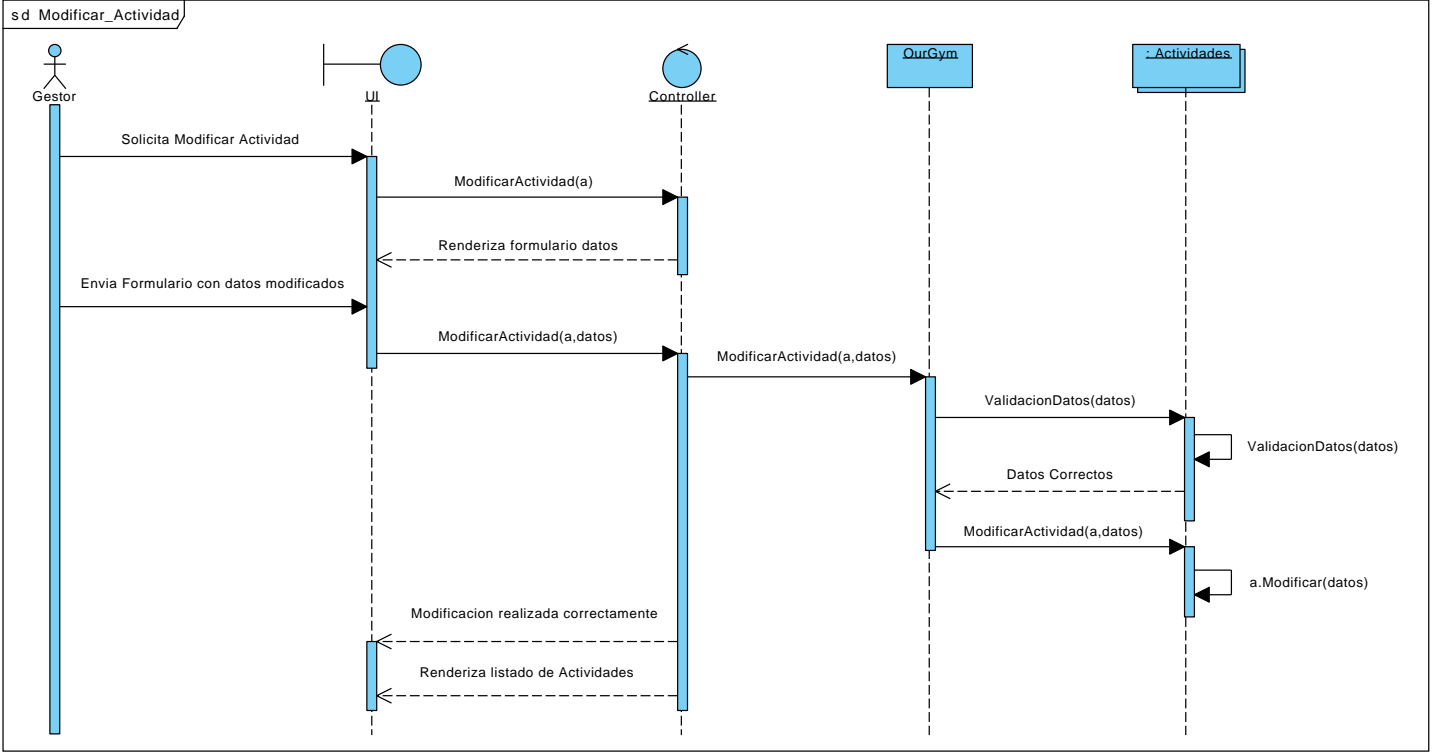 sd Modificar_Actividad
Gestor
UI
Controller
OurGym
: Actividades
Solicita Modificar Actividad
ModificarActividad(a)
Renderiza formulario datos
Envia Formulario con datos modificados
ModificarActividad(a,datos)
ModificarActividad(a,datos)
ValidacionDatos(datos)
ValidacionDatos(datos)
Datos Correctos
ModificarActividad(a,datos)
a.Modificar(datos)
Modificacion realizada correctamente
Renderiza listado de Actividades